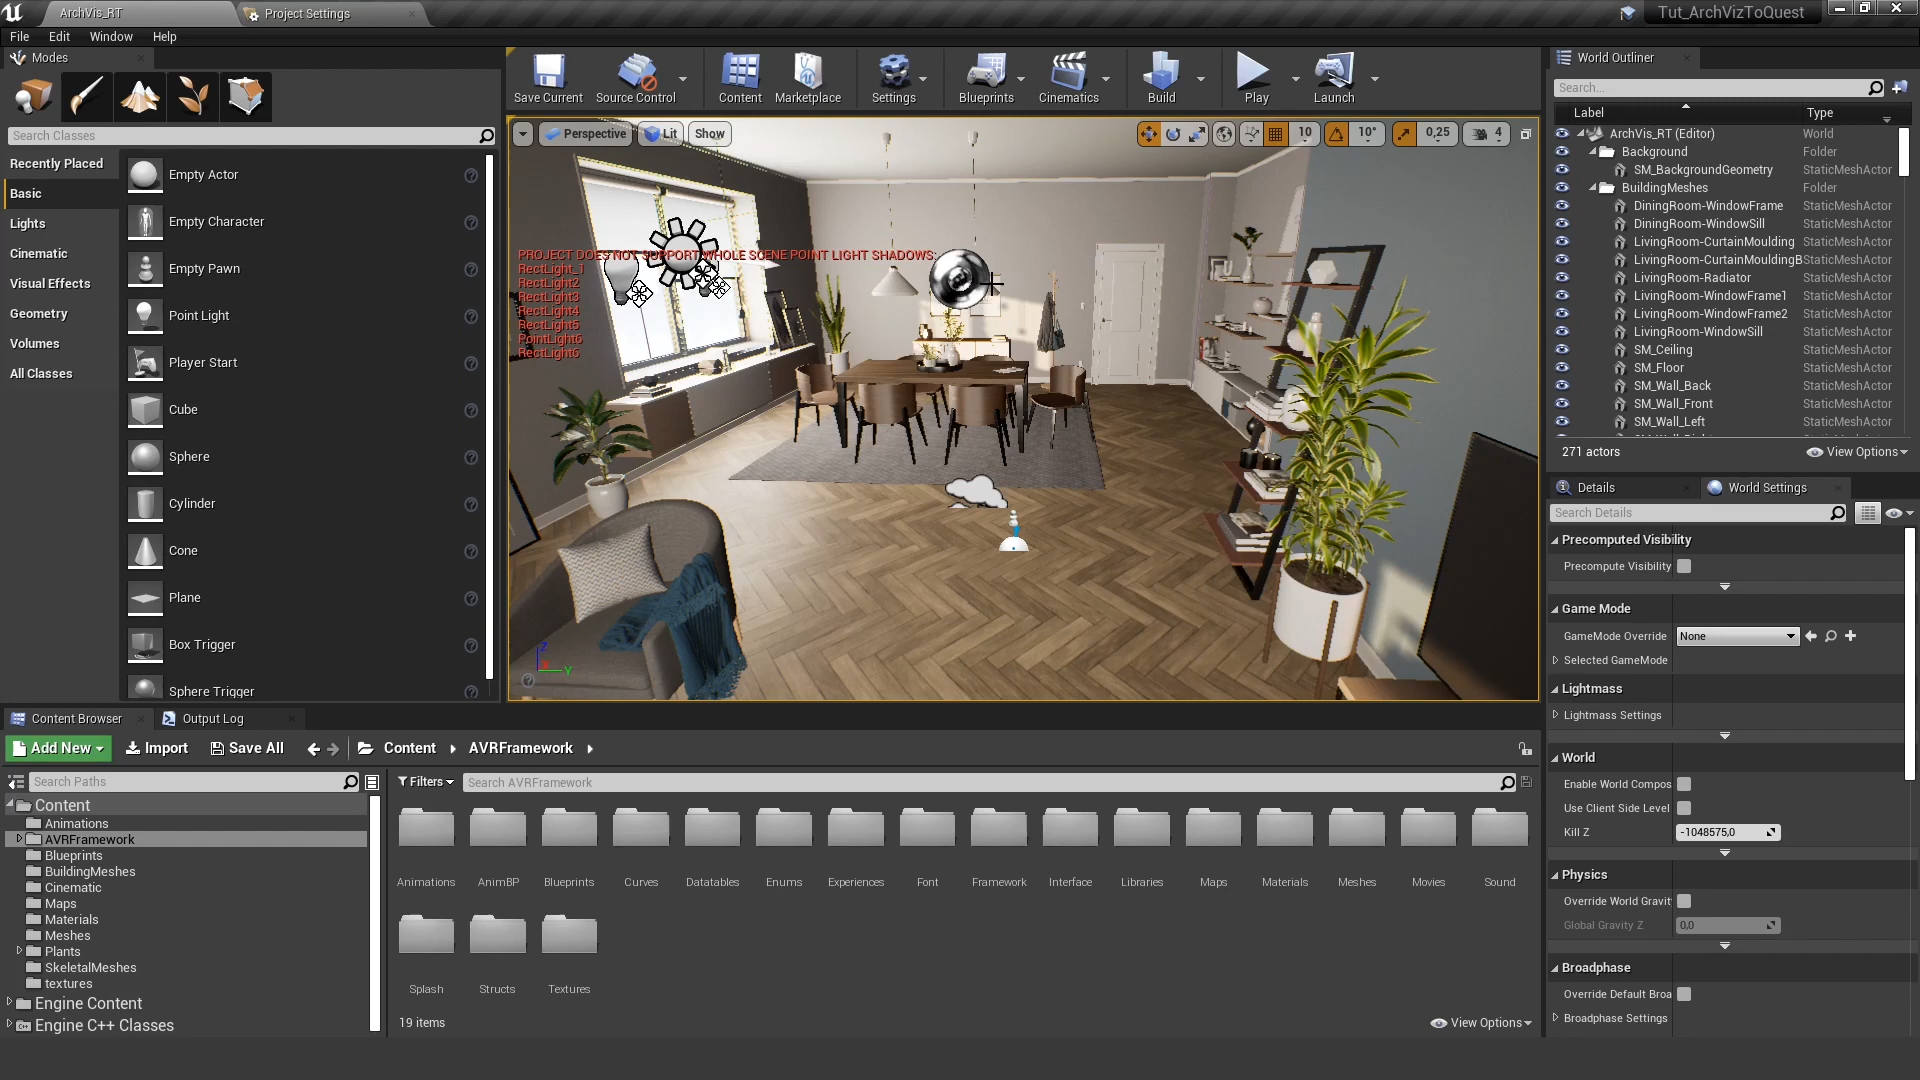 ArchVis_RT
Project Settings
Tut_ArchVizToQuest
File Edit Window Help
Modes
Search Classes
Recently Placed
Basic
Lights
Cinematic
Visual Effects
Geometry
Volumes
All Classes
Empty Actor
Empty Character
Empty Pawn
Point Light
Player Start
Cube
Sphere
Cylinder
Cone
Plane
Box Trigger
Sphere Trigger
Save Current Source Control Content Marketplace Settings Blueprints Cinematics Build Play Launch
Perspective Lit Show
10 10° 0,25 4
PROJECT DOES NOT SUPPORT WHOLE SCENE POINT LIGHT SHADOWS:
RectLight_1
RectLight2
RectLight3
RectLight4
RectLight5
PointLight6
RectLight6
Z
Y
World Outliner
Search...
Label Type
ArchVis_RT (Editor) World
Background Folder
SM_BackgroundGeometry StaticMeshActor
BuildingMeshes Folder
DiningRoom-WindowFrame StaticMeshActor
DiningRoom-WindowSill StaticMeshActor
LivingRoom-CurtainMoulding StaticMeshActor
LivingRoom-CurtainMouldingB StaticMeshActor
LivingRoom-Radiator StaticMeshActor
LivingRoom-WindowFrame1 StaticMeshActor
LivingRoom-WindowFrame2 StaticMeshActor
LivingRoom-WindowSill StaticMeshActor
SM_Ceiling StaticMeshActor
SM_Floor StaticMeshActor
SM_Wall_Back StaticMeshActor
SM_Wall_Front StaticMeshActor
SM_Wall_Left StaticMeshActor
271 actors View Options
Details World Settings
Search Details
Precomputed Visibility
Precompute Visibility
Game Mode
GameMode Override None
Selected GameMode
Lightmass
Lightmass Settings
World
Enable World Compos
Use Client Side Level
Kill Z -1048575,0
Physics
Override World Gravit
Global Gravity Z 0,0
Broadphase
Override Default Broa
Broadphase Settings
Content Browser Output Log
Add New Import Save All Content AVRFramework
Search Paths
Filters Search AVRFramework
Content
Animations
AVRFramework
Blueprints
BuildingMeshes
Cinematic
Maps
Materials
Meshes
Plants
SkeletalMeshes
textures
Engine Content
Engine C++ Classes
Animations AnimBP Blueprints Curves Datatables Enums Experiences Font Framework Interface Libraries Maps Materials Meshes Movies Sound
Splash Structs Textures
19 items View Options